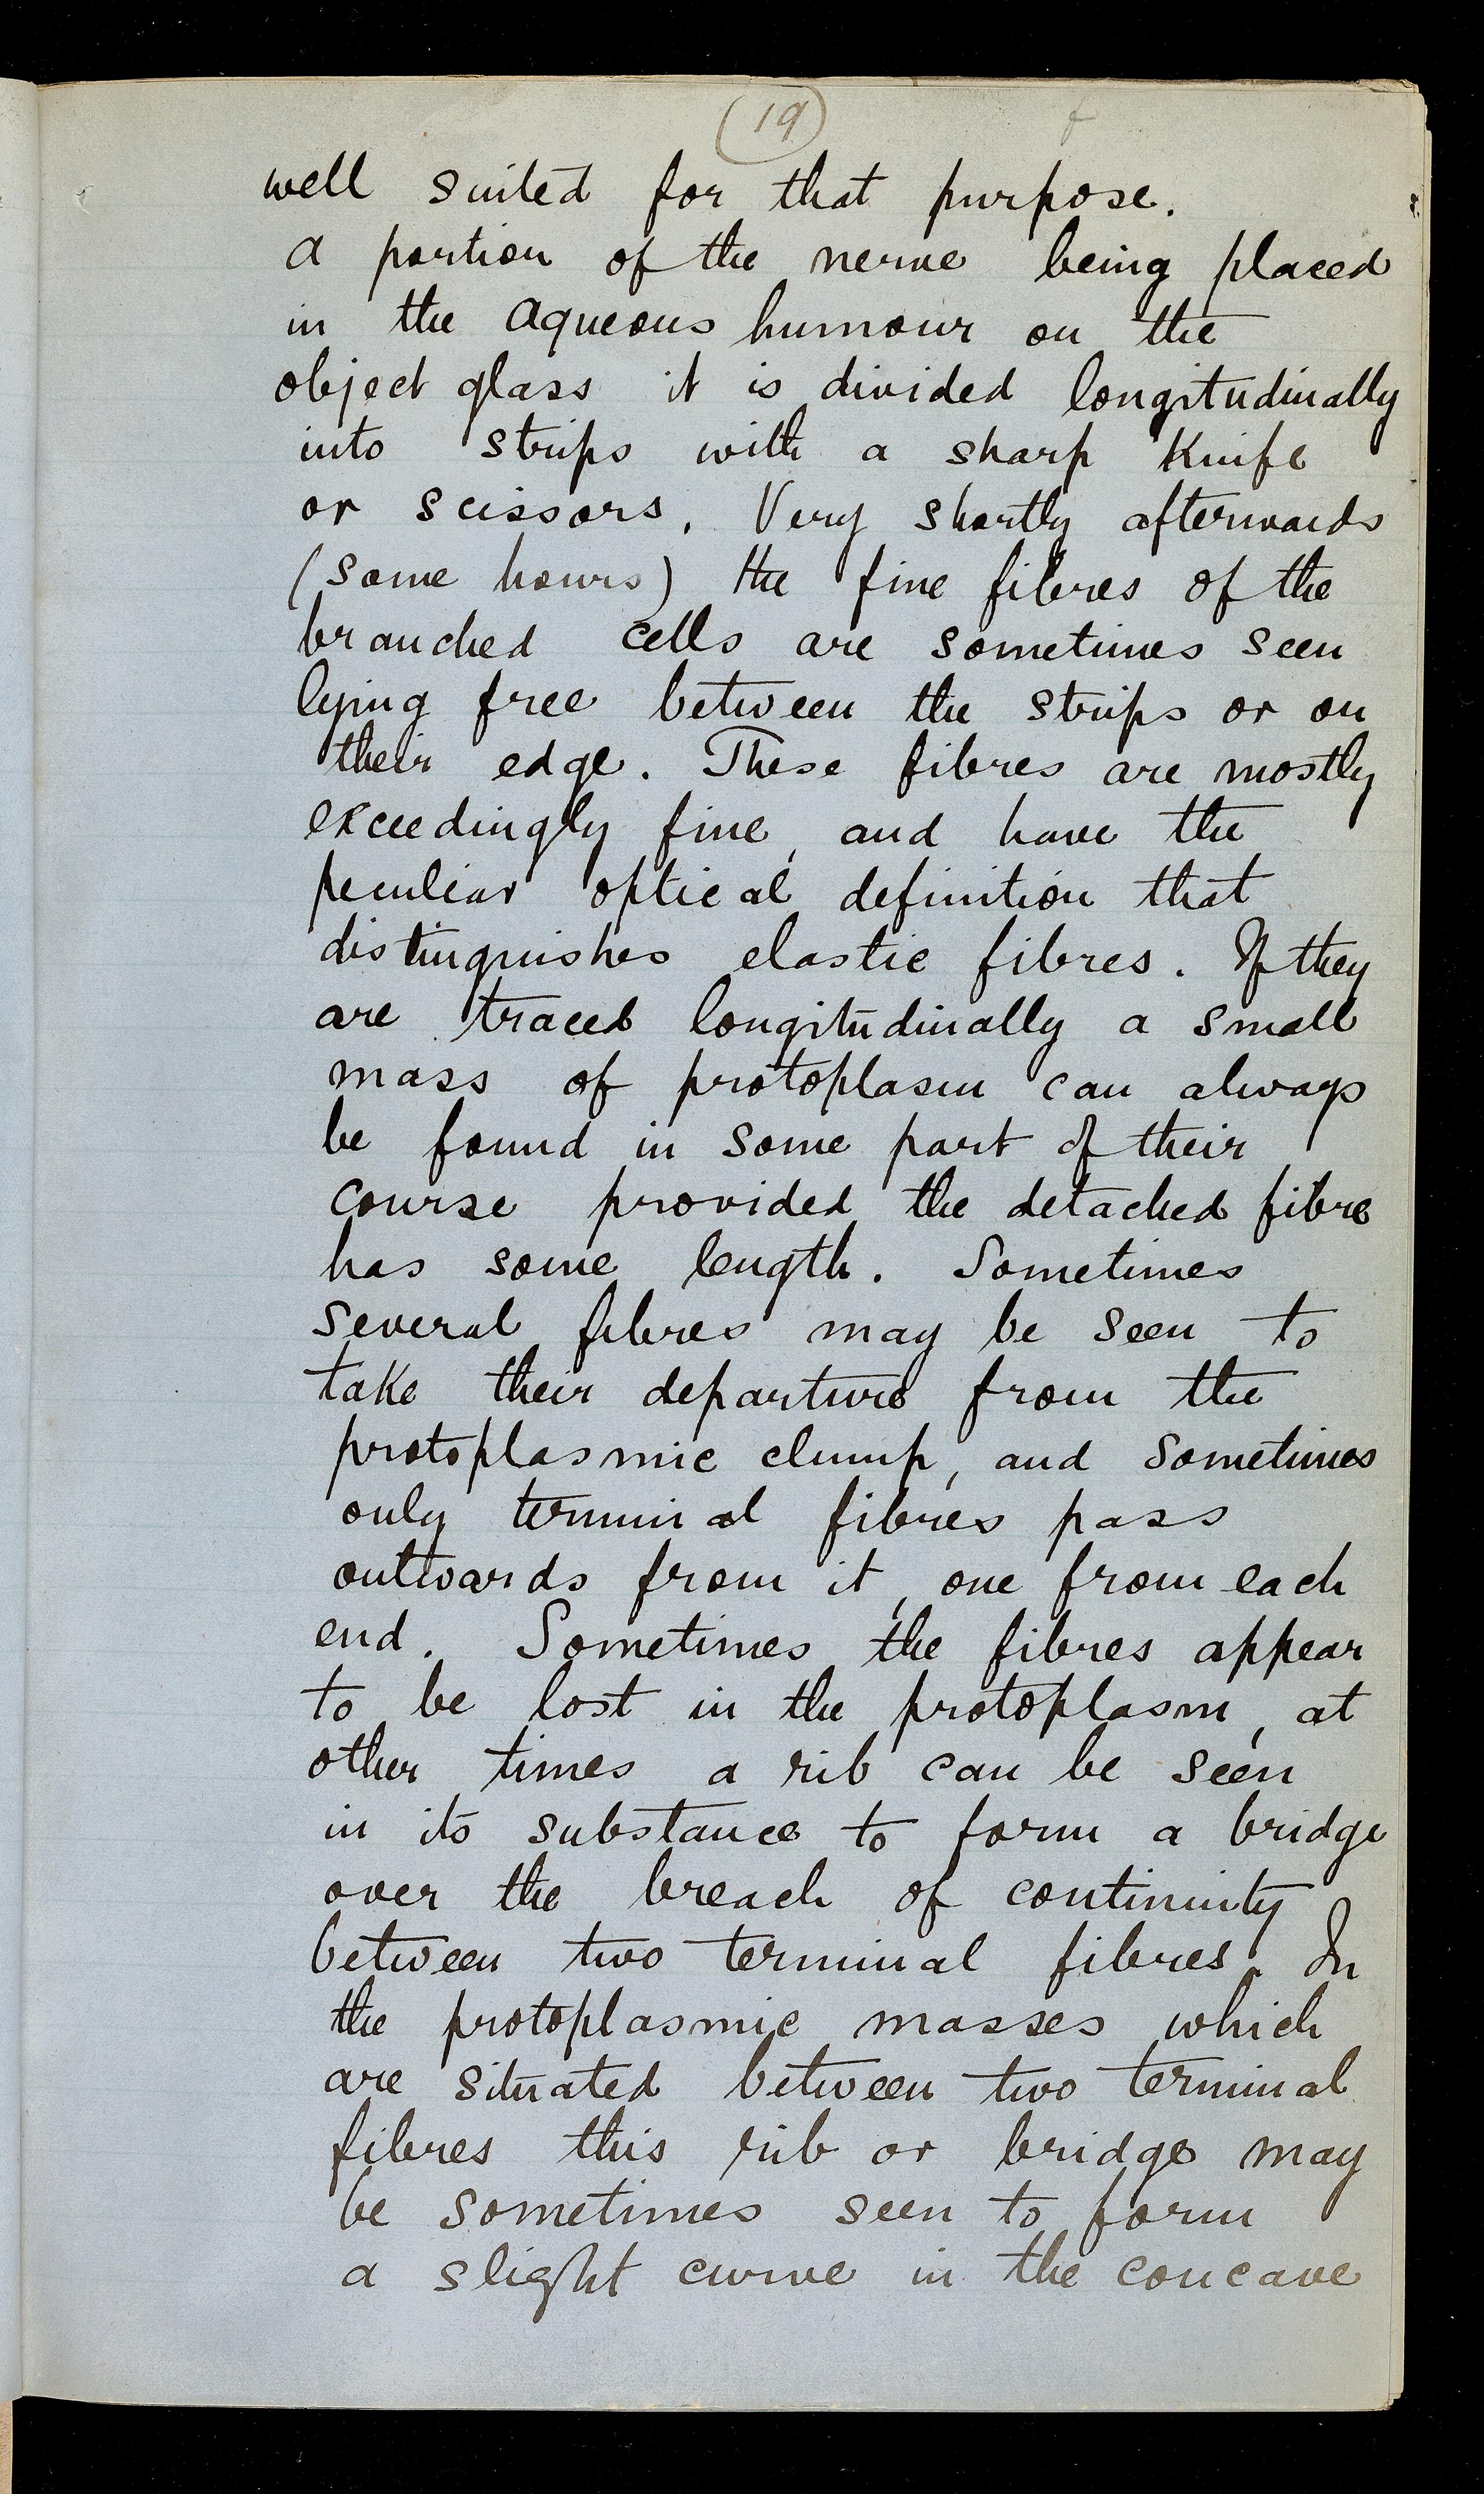 (19)
well suited for that purpose.
A portion of the nerve being placed
in the aqueous humour on the
object glass it is divided longitudinally
into strips with a sharp knife
or scissors. Very shortly afterwards
(some hours) the fine fibres of the
branched cells are sometimes seen
lying free between the strips or on
their edge. These fibres are mostly
exceedingly fine, and have the
peculiar optical definition that
distinguishes elastic fibres. If they
are traced longitudinally a small
mass of protoplasm can always
be found in some part of their
course provided the detached fibre
has some length. Sometimes
several fibres may be seen to
take their departure from the
protoplasmic clump, and sometimes
only terminal fibres pass
outwards from it, one from each
end. Sometimes the fibres appear
to be lost in the protoplasm, at
other times a rib can be seen
in its substance to form a bridge
over the breach of continuity
between two terminal fibres. In
the protoplasmic masses which
are situated between two terminal
fibres this rib or bridge may
be sometimes seen to form
a slight curve in the concave